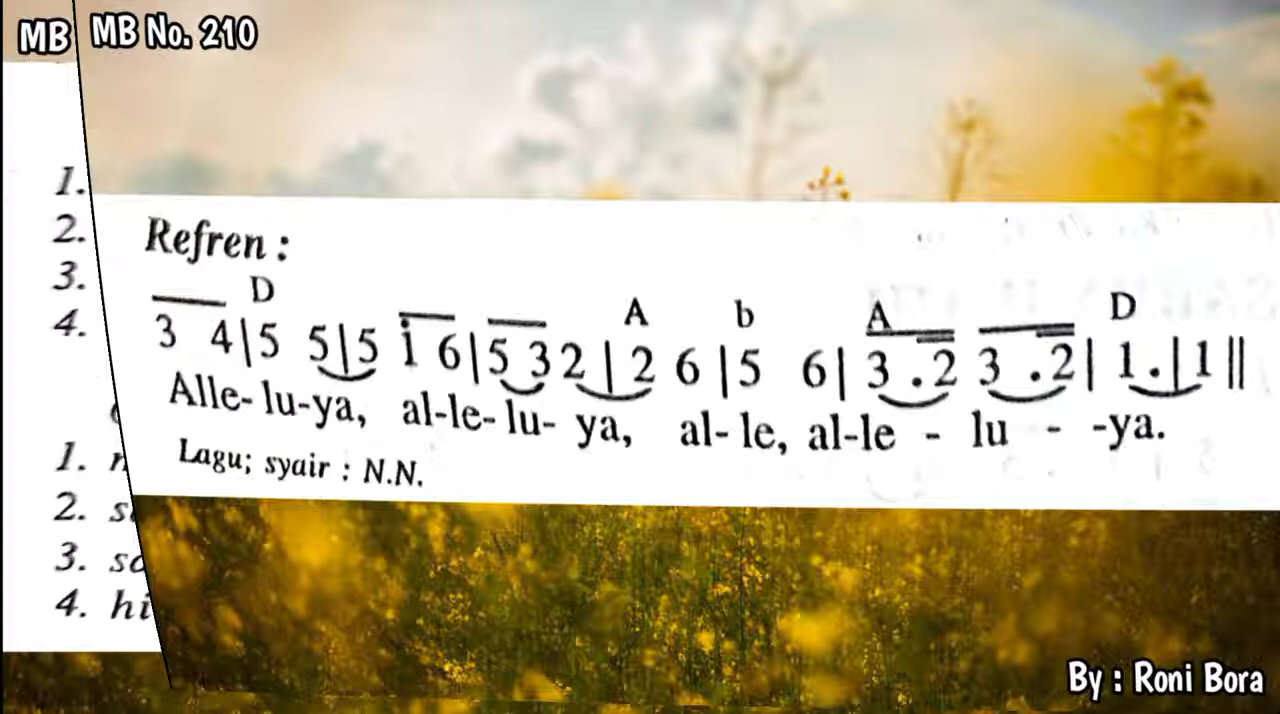 MB MB No. 210
1.
2.
3.
4.
Refren :
D A b A D
3 4|5 5|5 i 6|5 3 2 | 2 6 |5 6| 3 . 2 3 . 2| 1 . | 1 ||
Alle- lu-ya, al-le- lu- ya, al- le, al-le - lu - -ya.
Lagu; syair : N.N.
1.
2. s
3. so
4. hi
By : Roni Bora